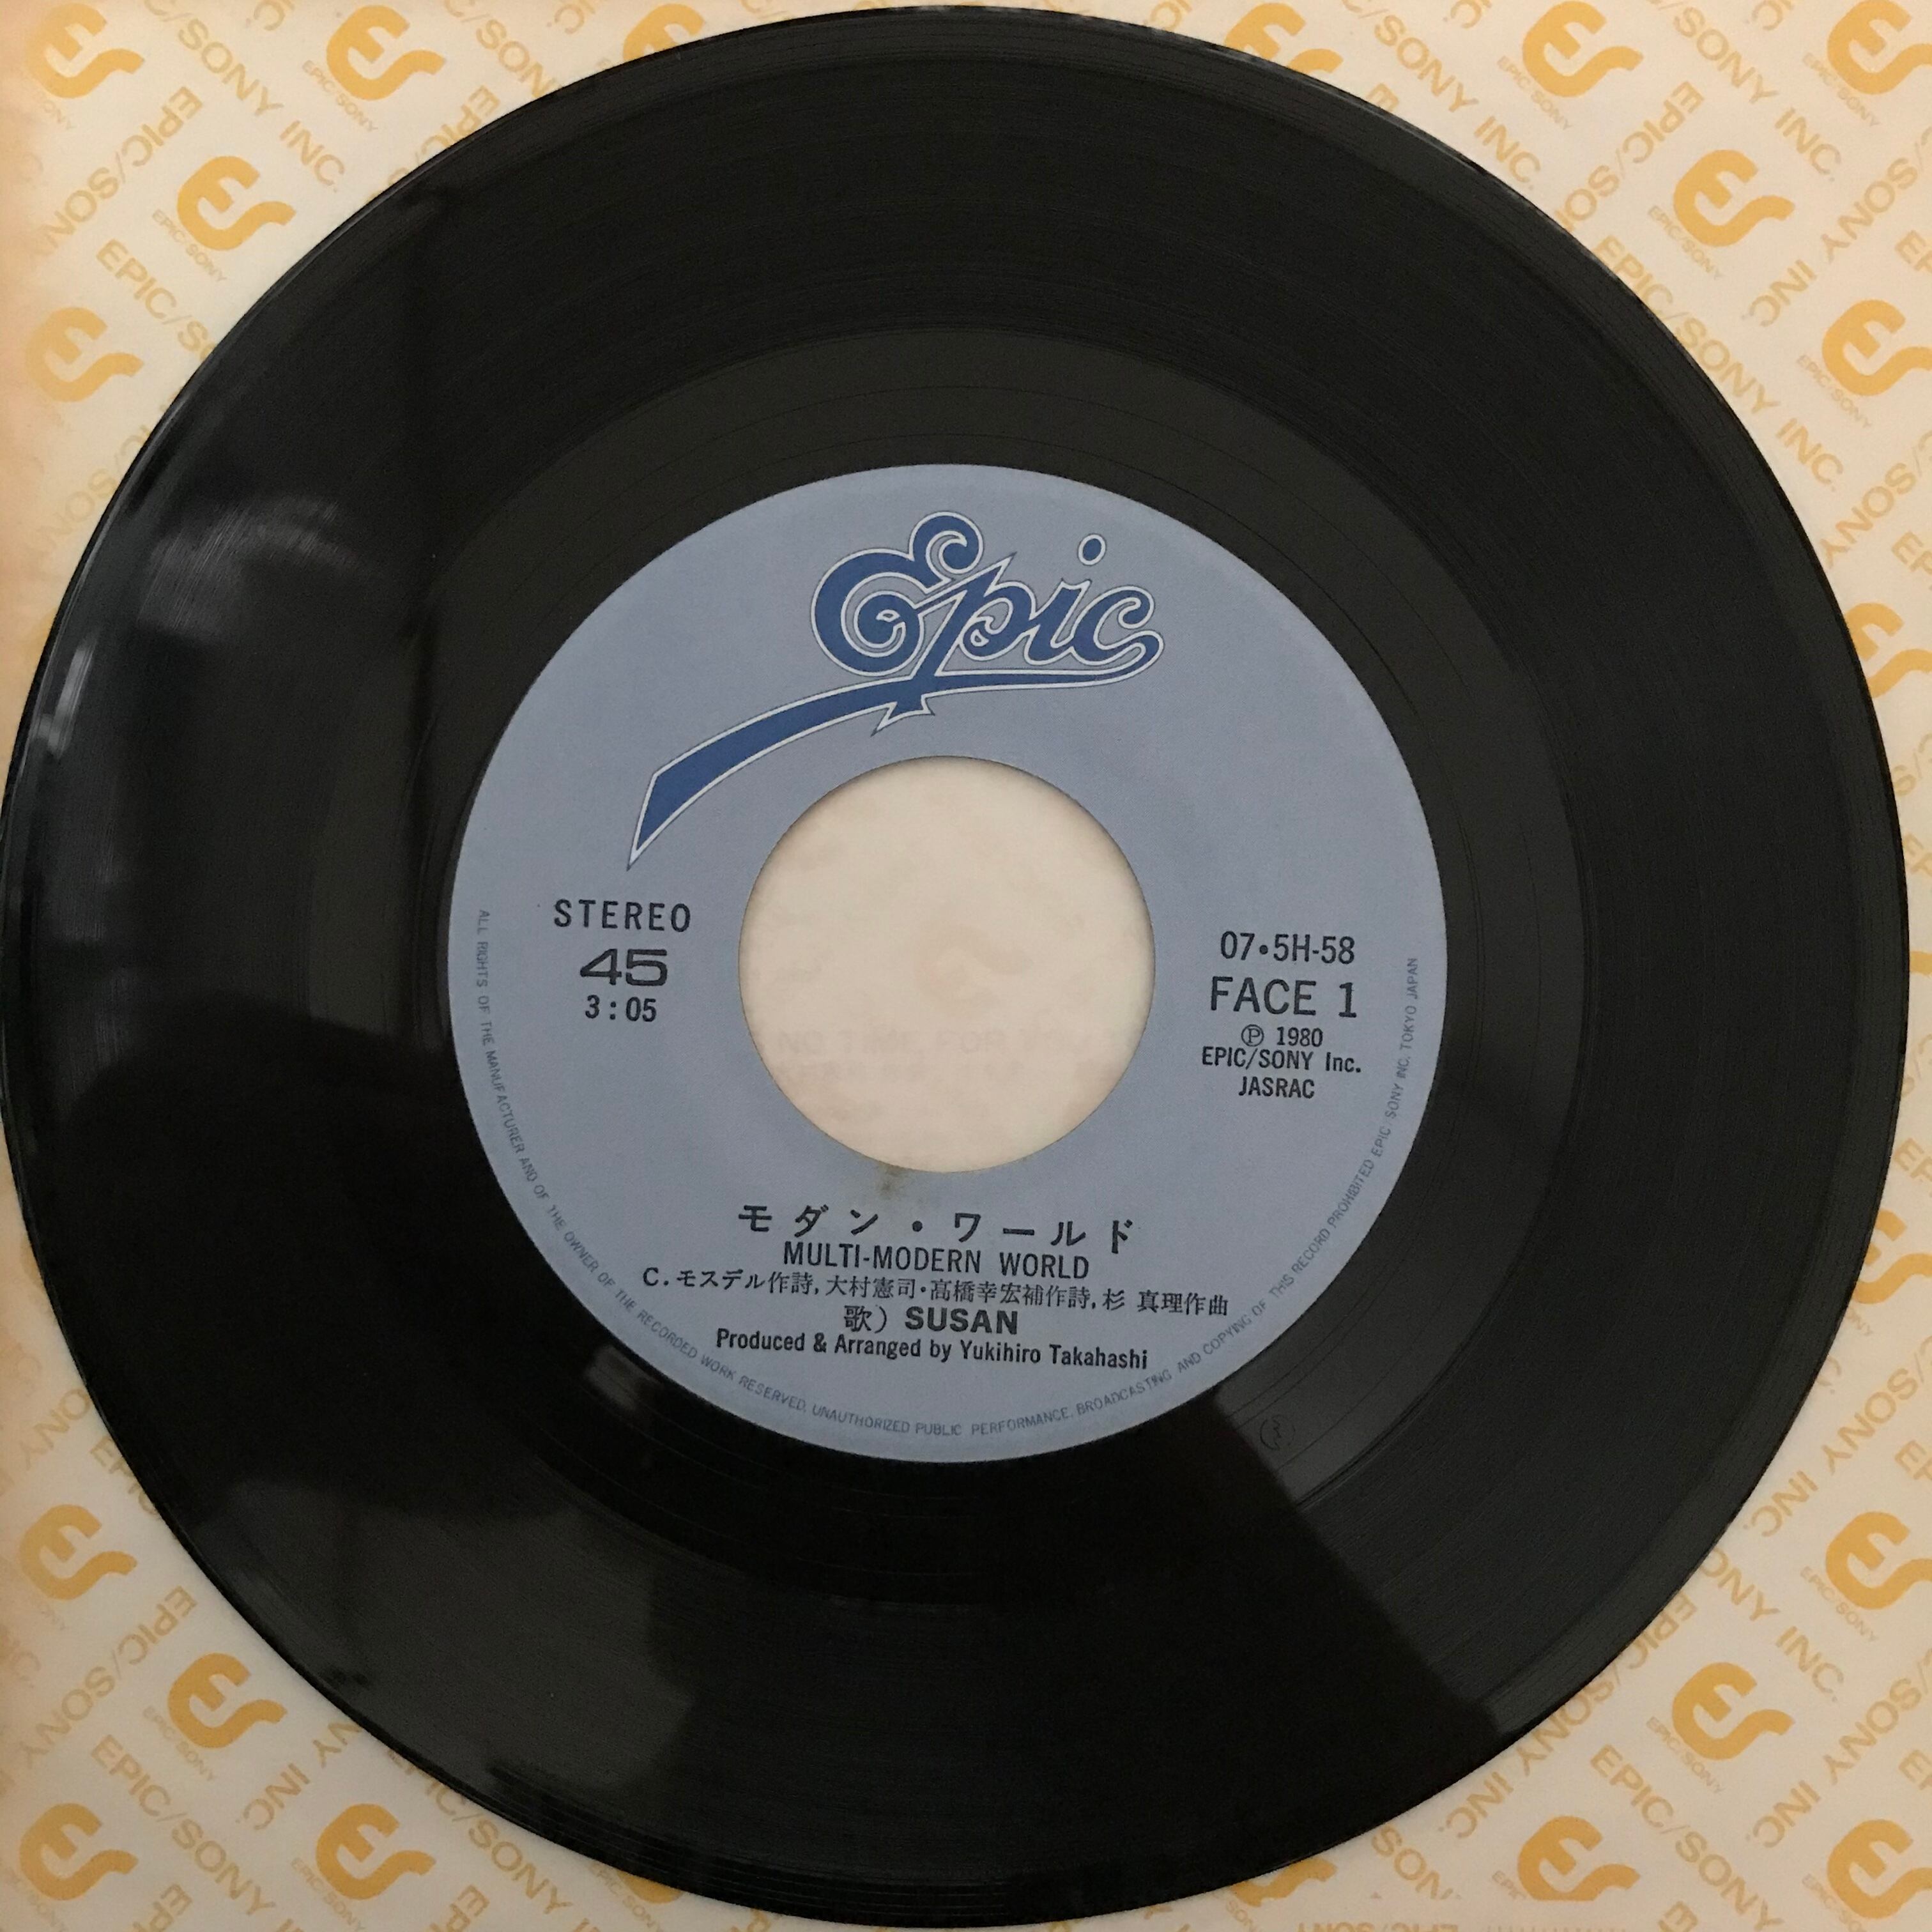 Epic
STEREO
45
3:05
07・5H-58
FACE 1
Ⓟ 1980
EPIC/SONY Inc.
JASRAC
モダン・ワールド
MULTI-MODERN WORLD
C.モスデル作詩,大村憲司・高橋幸宏補作詩,杉 真理作曲
歌) SUSAN
Produced & Arranged by Yukihiro Takahashi
ALL RIGHTS OF THE MANUFACTURER AND OF THE OWNER OF THE RECORDED WORK RESERVED. UNAUTHORIZED PUBLIC PERFORMANCE. BROADCASTING AND COPYING OF THIS RECORD PROHIBITED EPIC SONY INC. TOKYO JAPAN
EPIC/SONY INC.
ES
EPIC/SONY